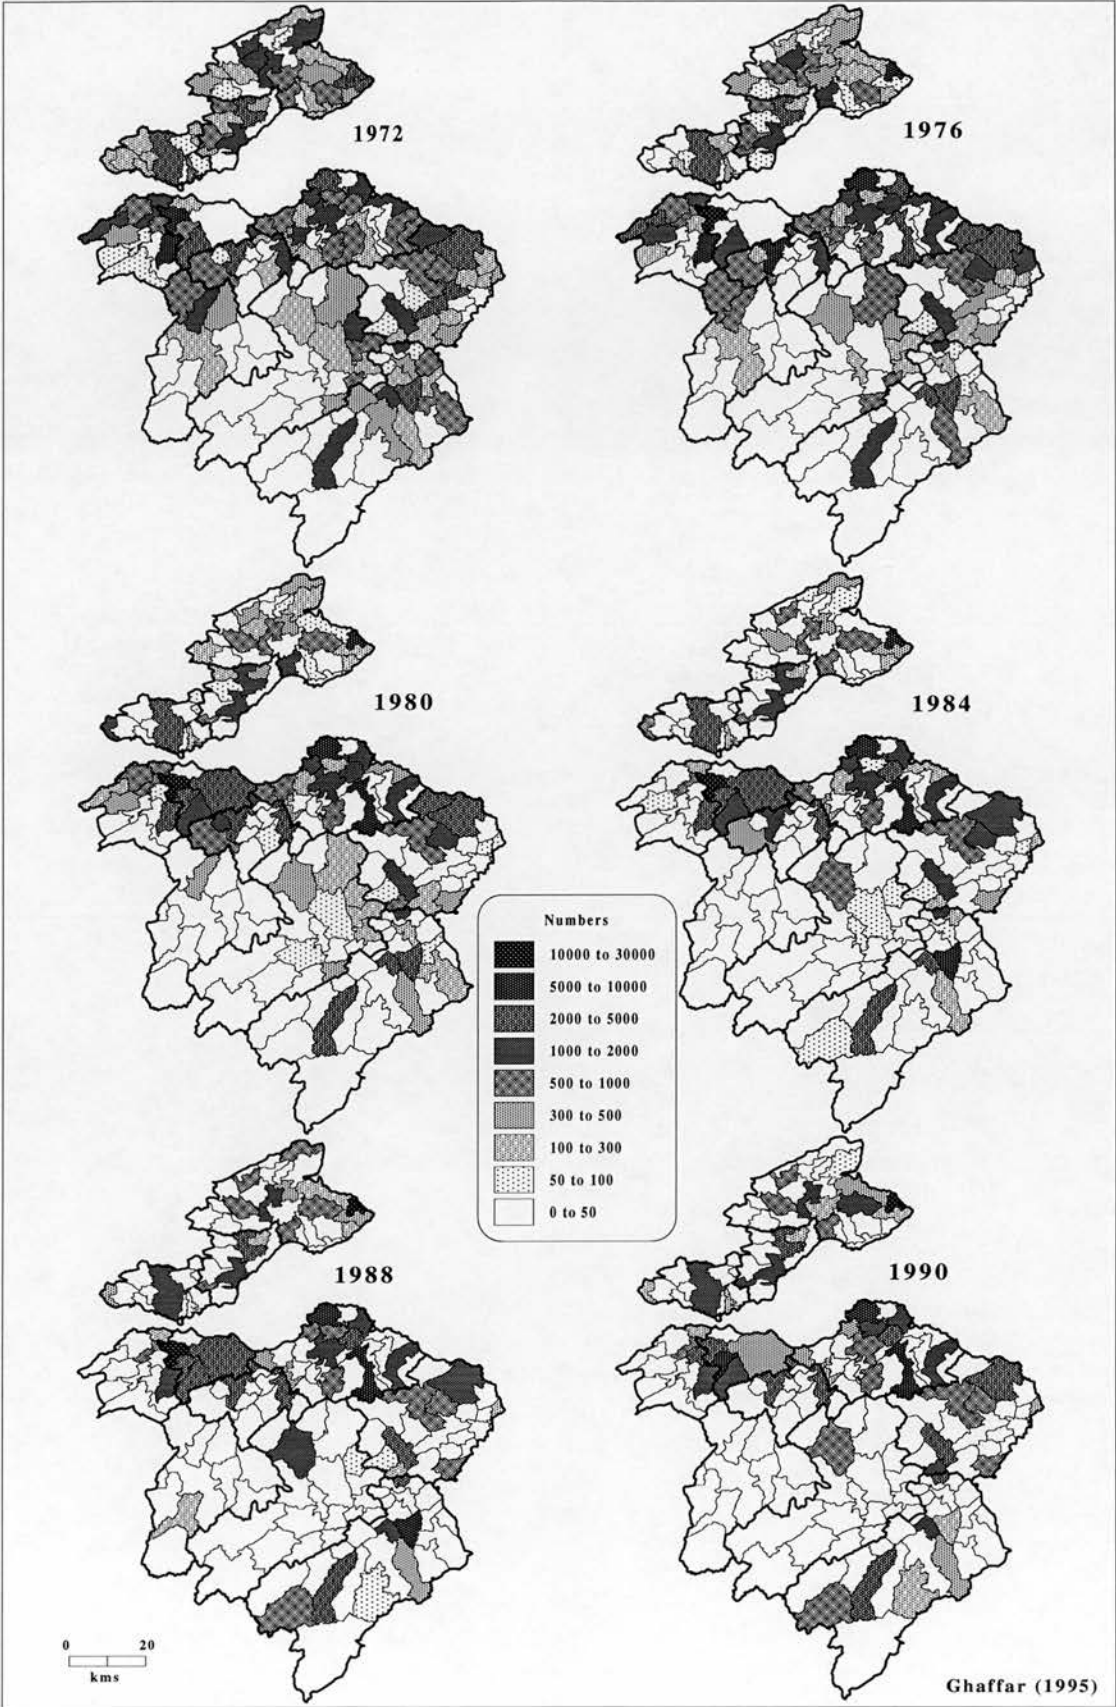 1972
1976
1980
1984
Numbers
10000 to 30000
5000 to 10000
2000 to 5000
1000 to 2000
500 to 1000
300 to 500
100 to 300
50 to 100
0 to 50
1988
1990
0 20
kms
Ghaffar (1995)